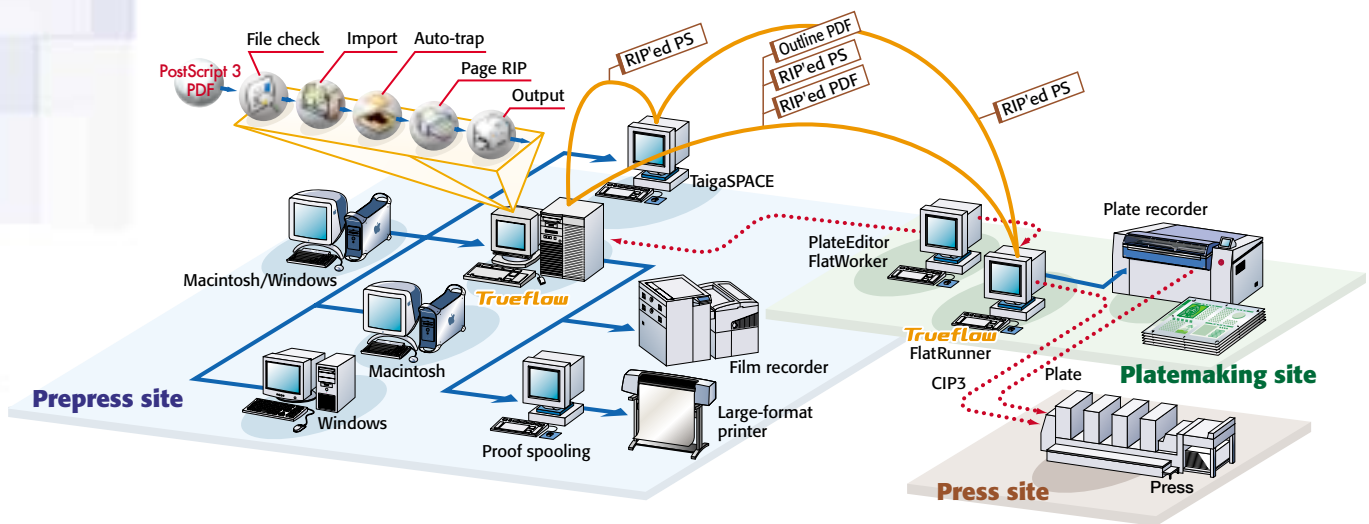 File check
Import
Auto-trap
Page RIP
Output
PostScript 3
PDF
RIP'ed PS
Outline PDF
RIP'ed PS
RIP'ed PDF
RIP'ed PS
TaigaSPACE
Macintosh/Windows
Trueflow
PlateEditor
FlatWorker
Plate recorder
Trueflow
FlatRunner
Macintosh
Film recorder
CIP3
Plate
Platemaking site
Prepress site
Windows
Proof spooling
Large-format
printer
Press site
Press